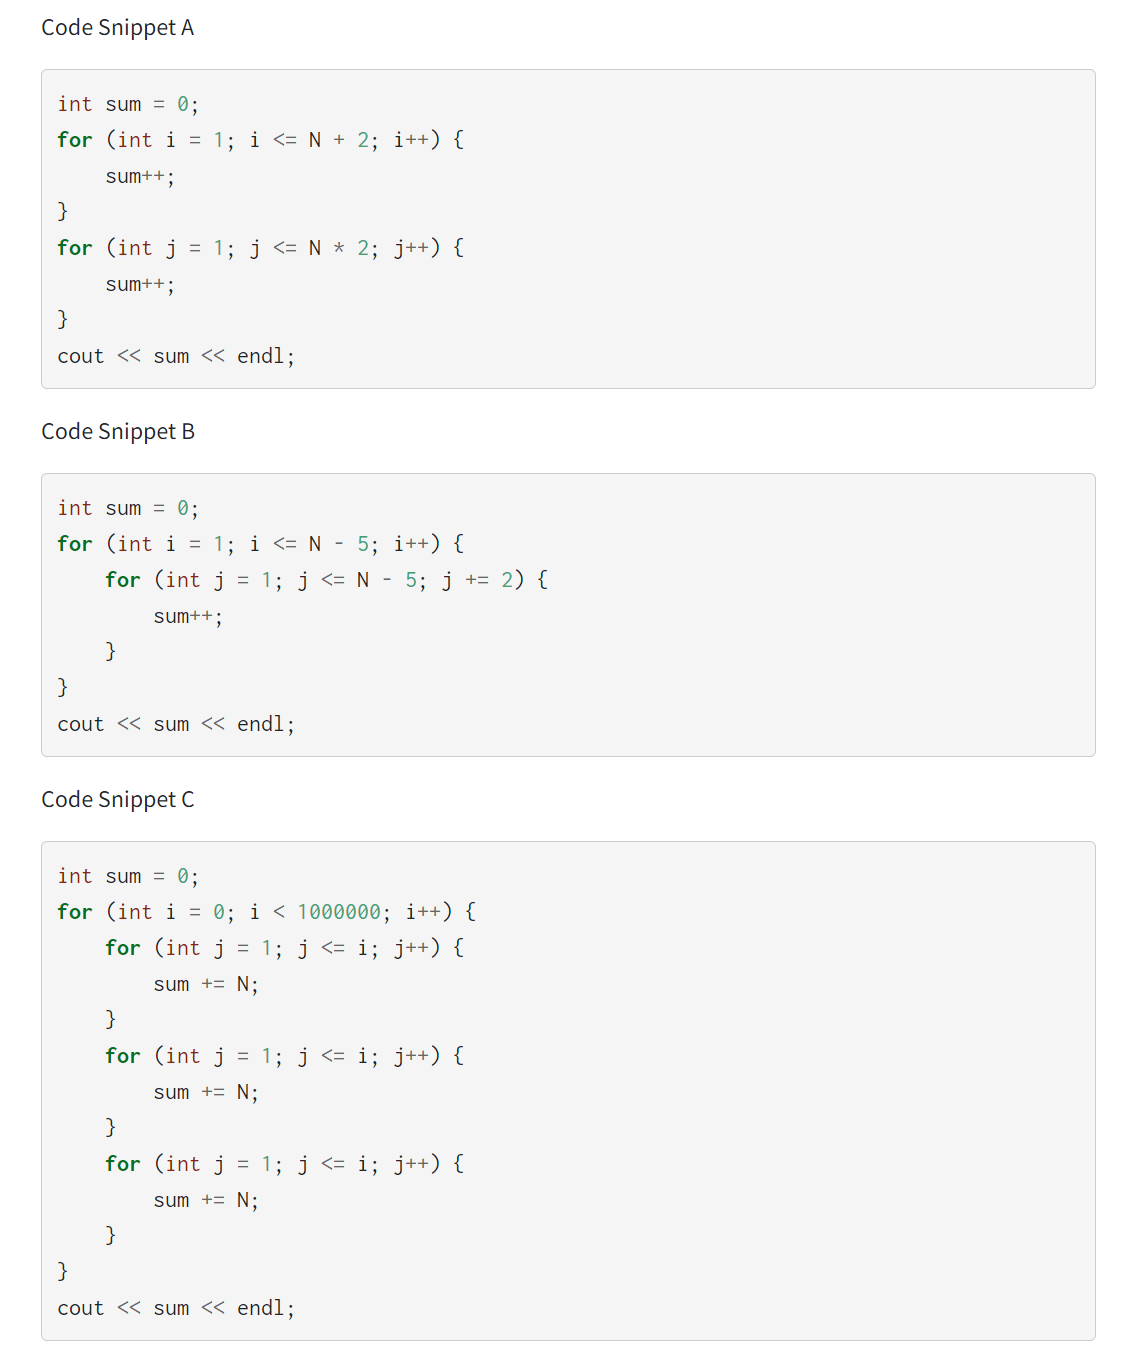 Code Snippet A
int sum = 0;
for (int i = 1; i <= N + 2; i++) {
    sum++;
}
for (int j = 1; j <= N * 2; j++) {
    sum++;
}
cout << sum << endl;
Code Snippet B
int sum = 0;
for (int i = 1; i <= N - 5; i++) {
    for (int j = 1; j <= N - 5; j += 2) {
        sum++;
    }
}
cout << sum << endl;
Code Snippet C
int sum = 0;
for (int i = 0; i < 1000000; i++) {
    for (int j = 1; j <= i; j++) {
        sum += N;
    }
    for (int j = 1; j <= i; j++) {
        sum += N;
    }
    for (int j = 1; j <= i; j++) {
        sum += N;
    }
}
cout << sum << endl;